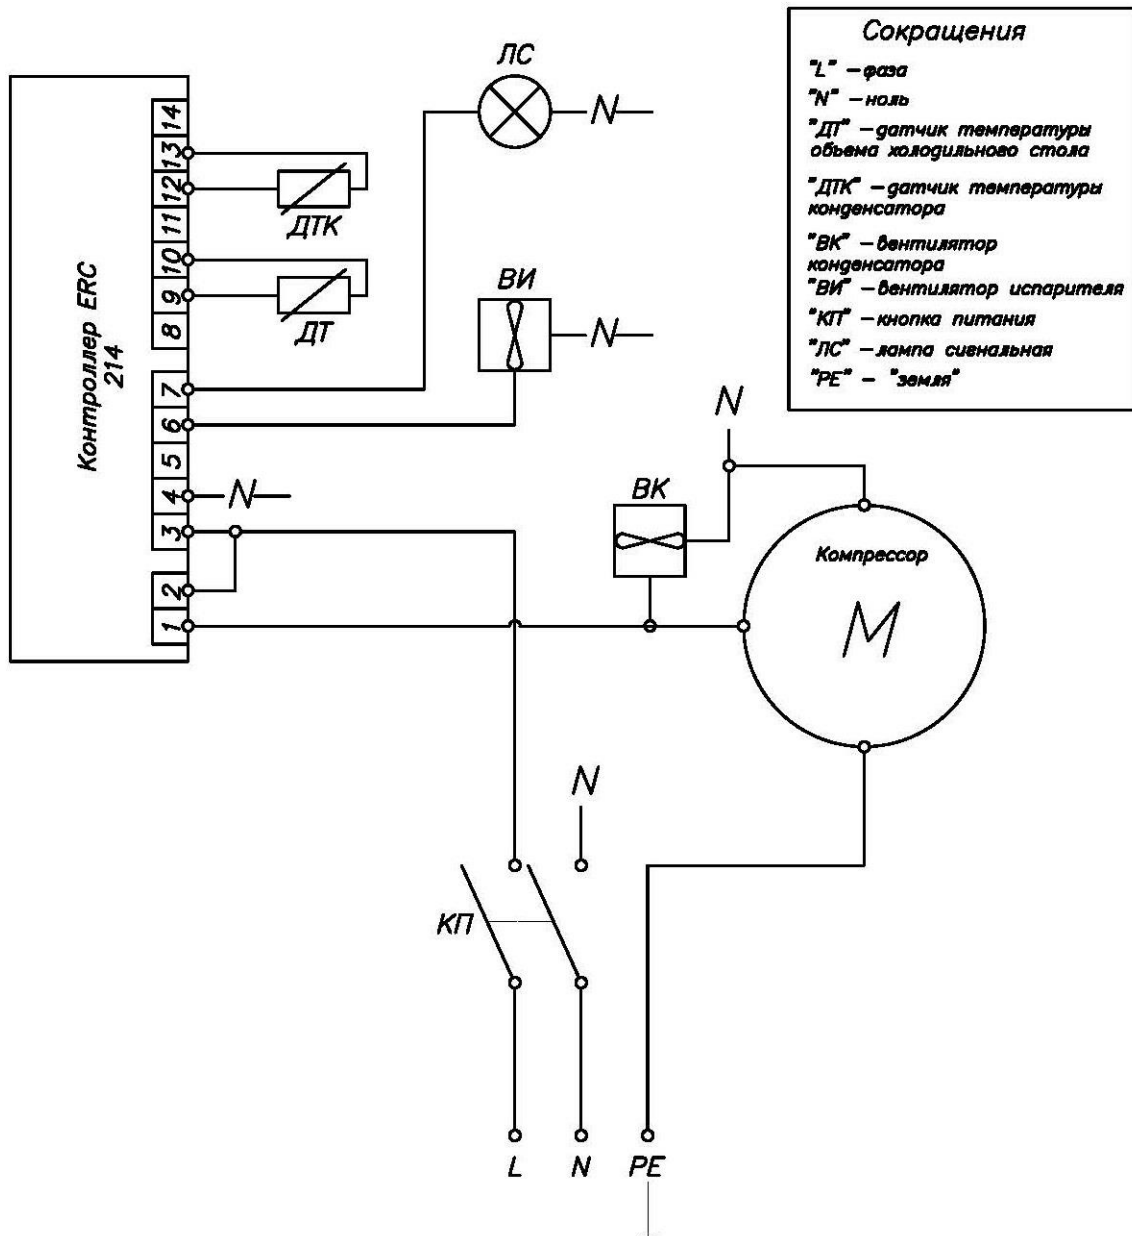 Сокращения
"L" – фаза
"N" – ноль
"ДТ" – датчик температуры
объема холодильного стола
"ДТК" – датчик температуры
конденсатора
"ВК" – вентилятор
конденсатора
"ВИ" – вентилятор испарителя
"КП" – кнопка питания
"ЛС" – лампа сигнальная
"PE" – "земля"
Контроллер ERC
214
14
13
12
11
10
9
8
7
6
5
4
3
2
1
ЛС
N
ДТК
ДТ
ВИ
N
N
N
ВК
Компрессор
M
N
КП
L
N
PE